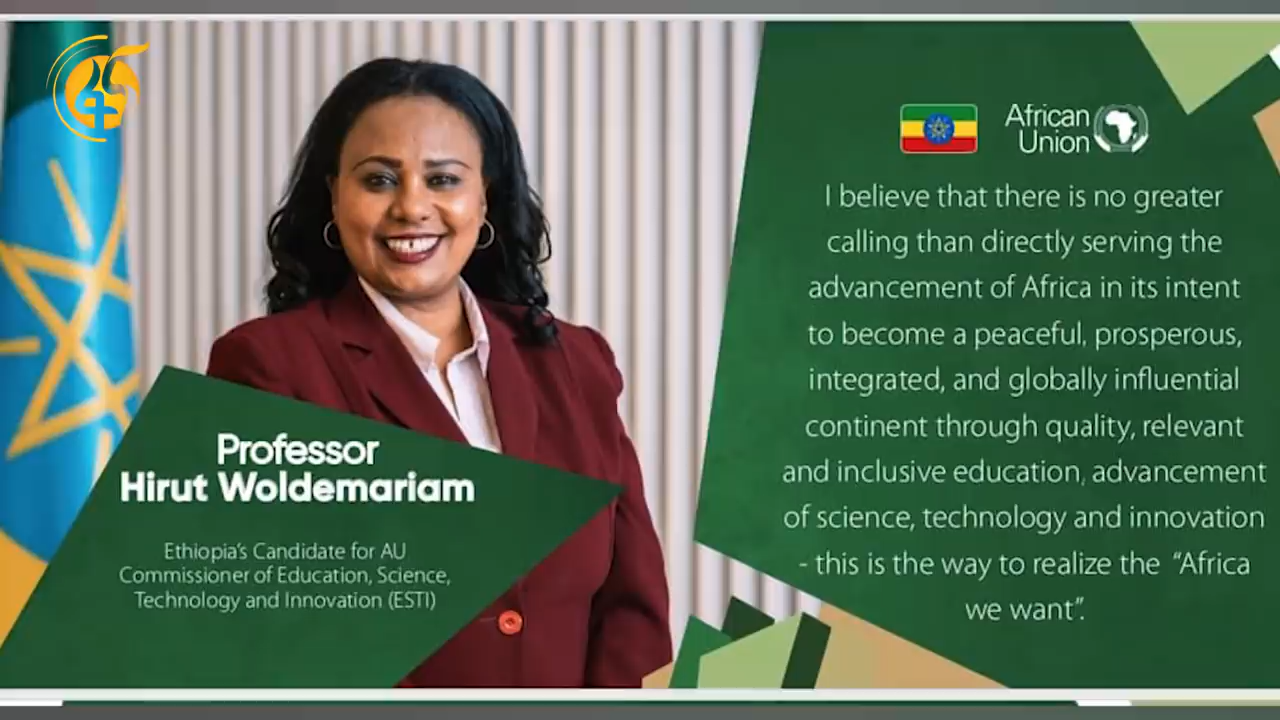 African
Union
I believe that there is no greater
calling than directly serving the
advancement of Africa in its intent
to become a peaceful, prosperous,
integrated, and globally influential
continent through quality, relevant
and inclusive education, advancement
of science, technology and innovation
- this is the way to realize the “Africa
we want”.
Professor
Hirut Woldemariam
Ethiopia’s Candidate for AU
Commissioner of Education, Science,
Technology and Innovation (ESTI)